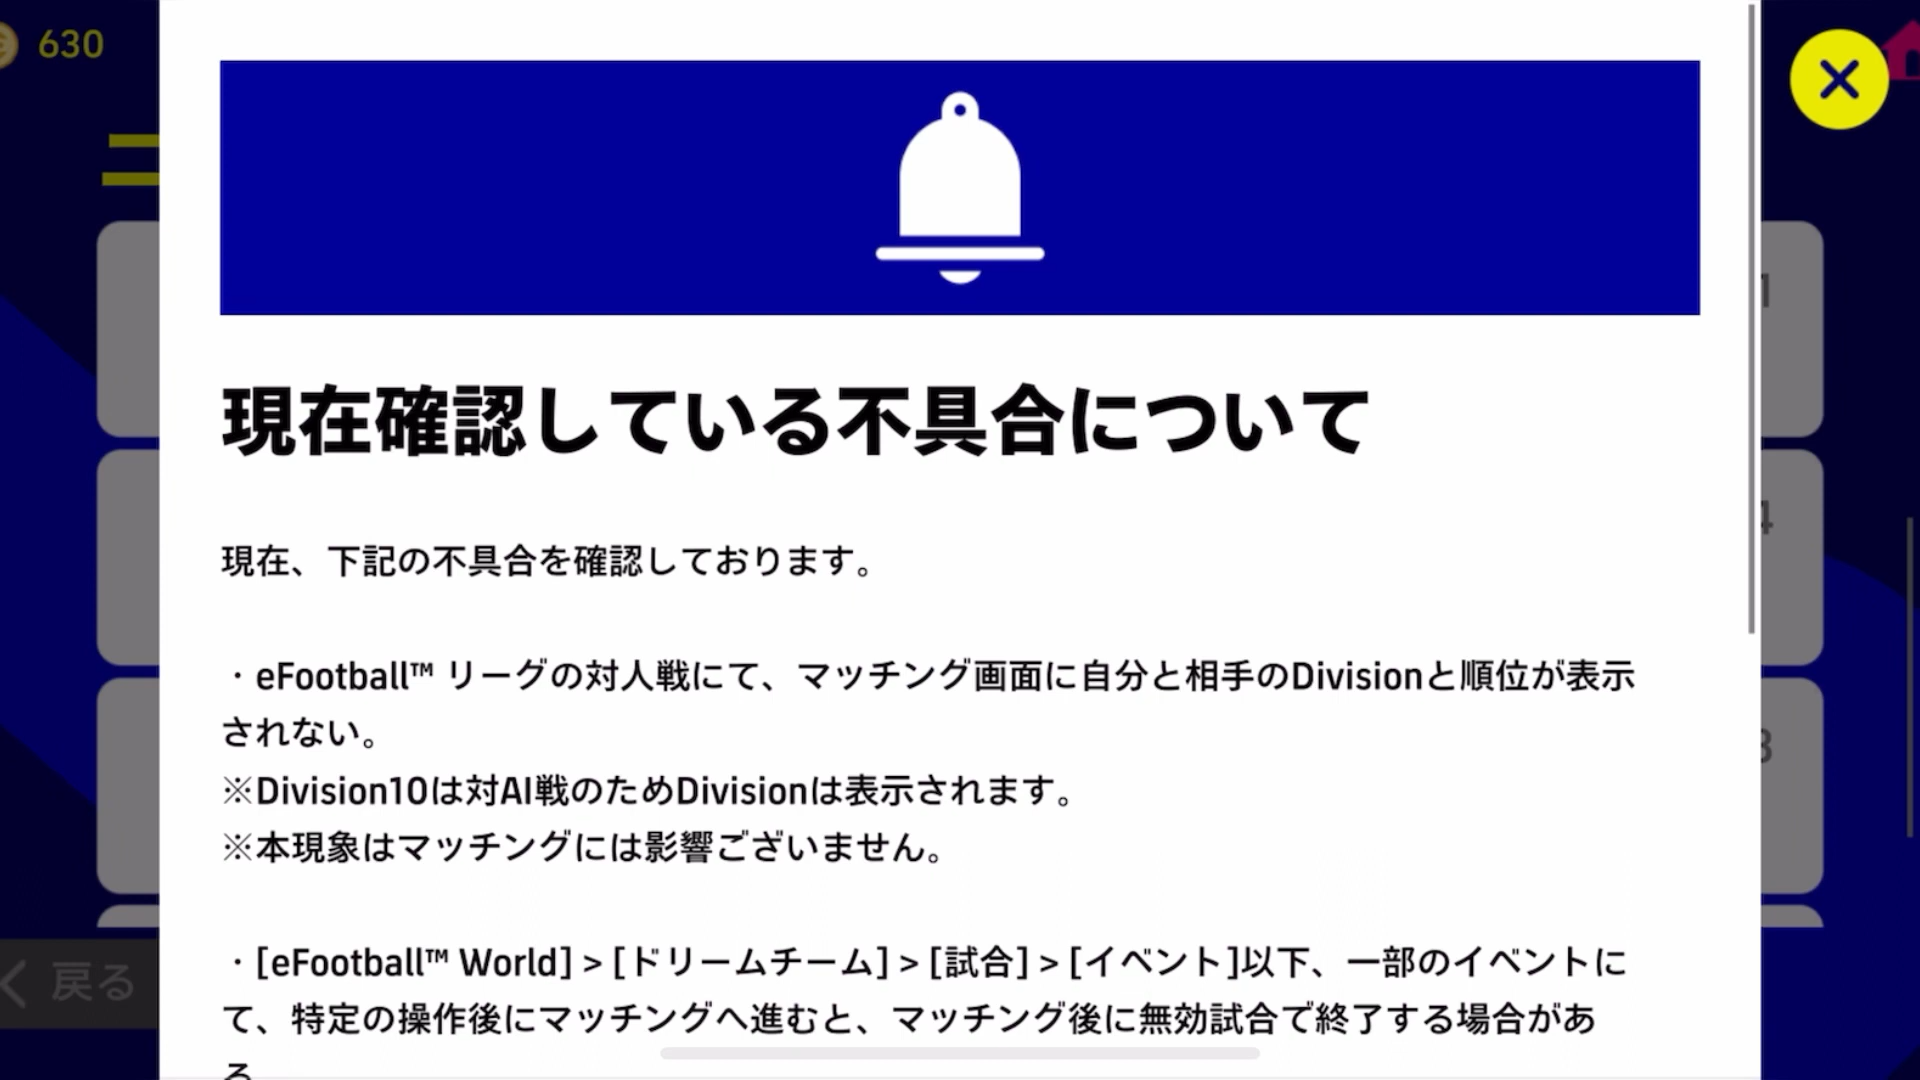 630
現在確認している不具合について
現在、下記の不具合を確認しております。
・eFootball™ リーグの対人戦にて、マッチング画面に自分と相手のDivisionと順位が表示
されない。
※Division10は対AI戦のためDivisionは表示されます。
※本現象はマッチングには影響ございません。
・[eFootball™ World] > [ドリームチーム] > [試合] > [イベント]以下、一部のイベントに
て、特定の操作後にマッチングへ進むと、マッチング後に無効試合で終了する場合があ
る。
戻る